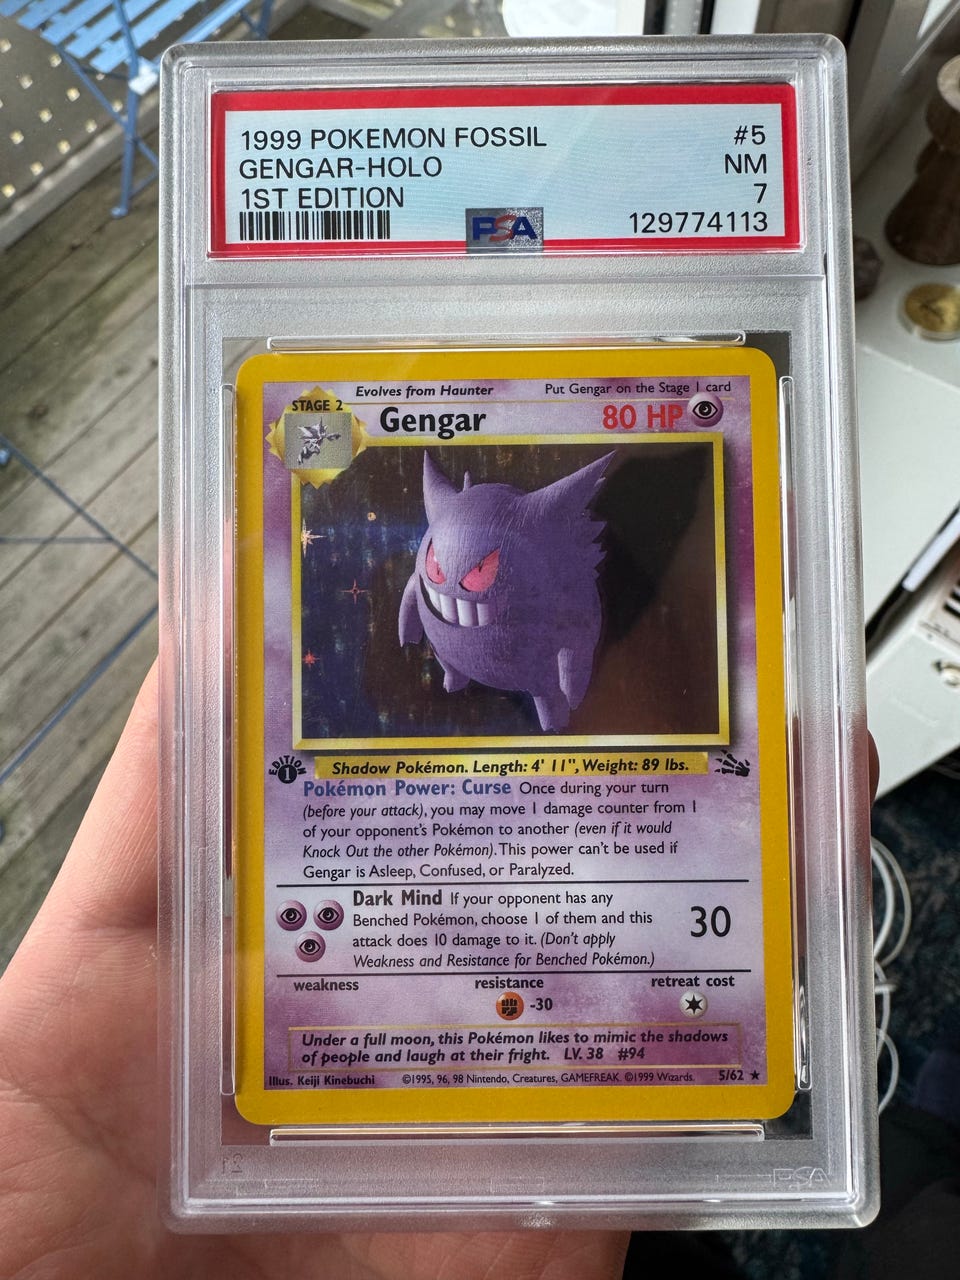 1999 POKEMON FOSSIL #5
GENGAR-HOLO NM
1ST EDITION 7
PSA 129774113
Evolves from Haunter Put Gengar on the Stage 1 card
STAGE 2
Gengar 80 HP
EDITION
1
Shadow Pokémon. Length: 4' 11", Weight: 89 lbs.
Pokémon Power: Curse Once during your turn
(before your attack), you may move 1 damage counter from 1
of your opponent's Pokémon to another (even if it would
Knock Out the other Pokémon). This power can't be used if
Gengar is Asleep, Confused, or Paralyzed.
Dark Mind If your opponent has any
Benched Pokémon, choose 1 of them and this
attack does 10 damage to it. (Don't apply
Weakness and Resistance for Benched Pokémon.)
30
weakness resistance retreat cost
-30
Under a full moon, this Pokémon likes to mimic the shadows
of people and laugh at their fright. LV. 38 #94
Illus. Keiji Kinebuchi ©1995, 96, 98 Nintendo, Creatures, GAMEFREAK. ©1999 Wizards. 5/62 ★
PSA